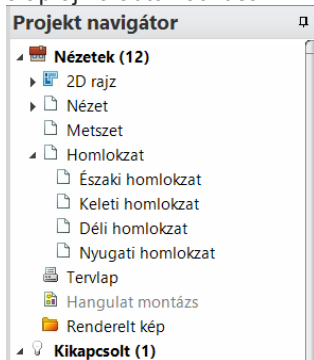 Projekt navigátor
Nézetek (12)
2D rajz
Nézet
Metszet
Homlokzat
Északi homlokzat
Keleti homlokzat
Déli homlokzat
Nyugati homlokzat
Tervlap
Hangulat montázs
Renderelt kép
Kikapcsolt (1)